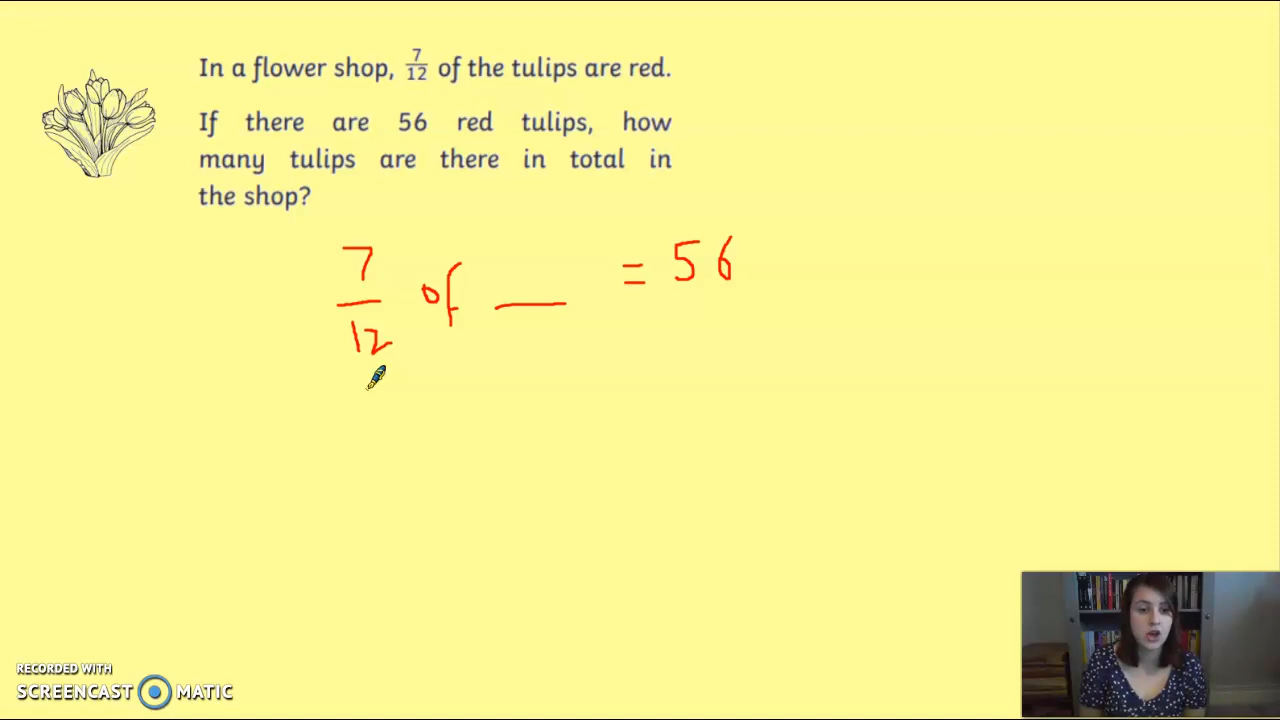 In a flower shop, 7/12 of the tulips are red.
If there are 56 red tulips, how
many tulips are there in total in
the shop?
7/12 of ___ = 56
RECORDED WITH
SCREENCAST MATIC